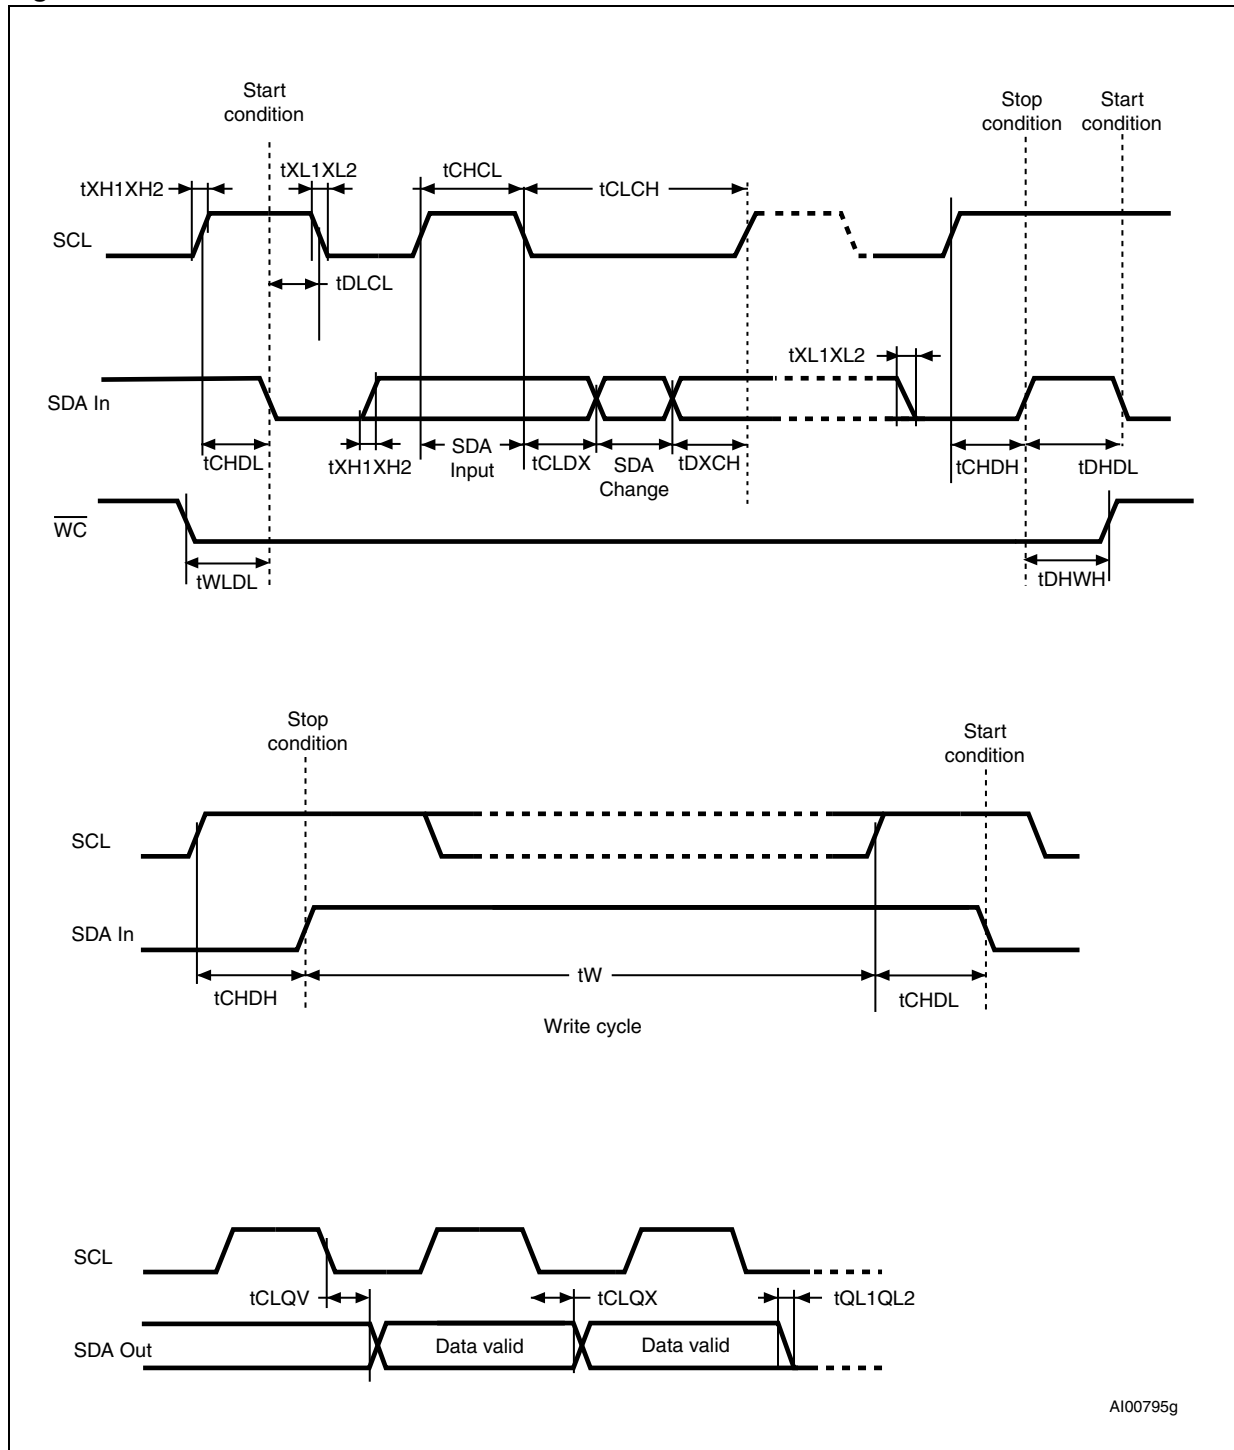 Start
condition
Stop
condition
Start
condition
tXH1XH2
tXL1XL2
tCHCL
tCLCH
SCL
tDLCL
tXL1XL2
SDA In
tCHDL
tXH1XH2
SDA
Input
tCLDX
SDA
Change
tDXCH
tCHDH
tDHDL
WC
tWLDL
tDHWH
Stop
condition
Start
condition
SCL
SDA In
tCHDH
tW
tCHDL
Write cycle
SCL
tCLQV
tCLQX
tQL1QL2
SDA Out
Data valid
Data valid
AI00795g